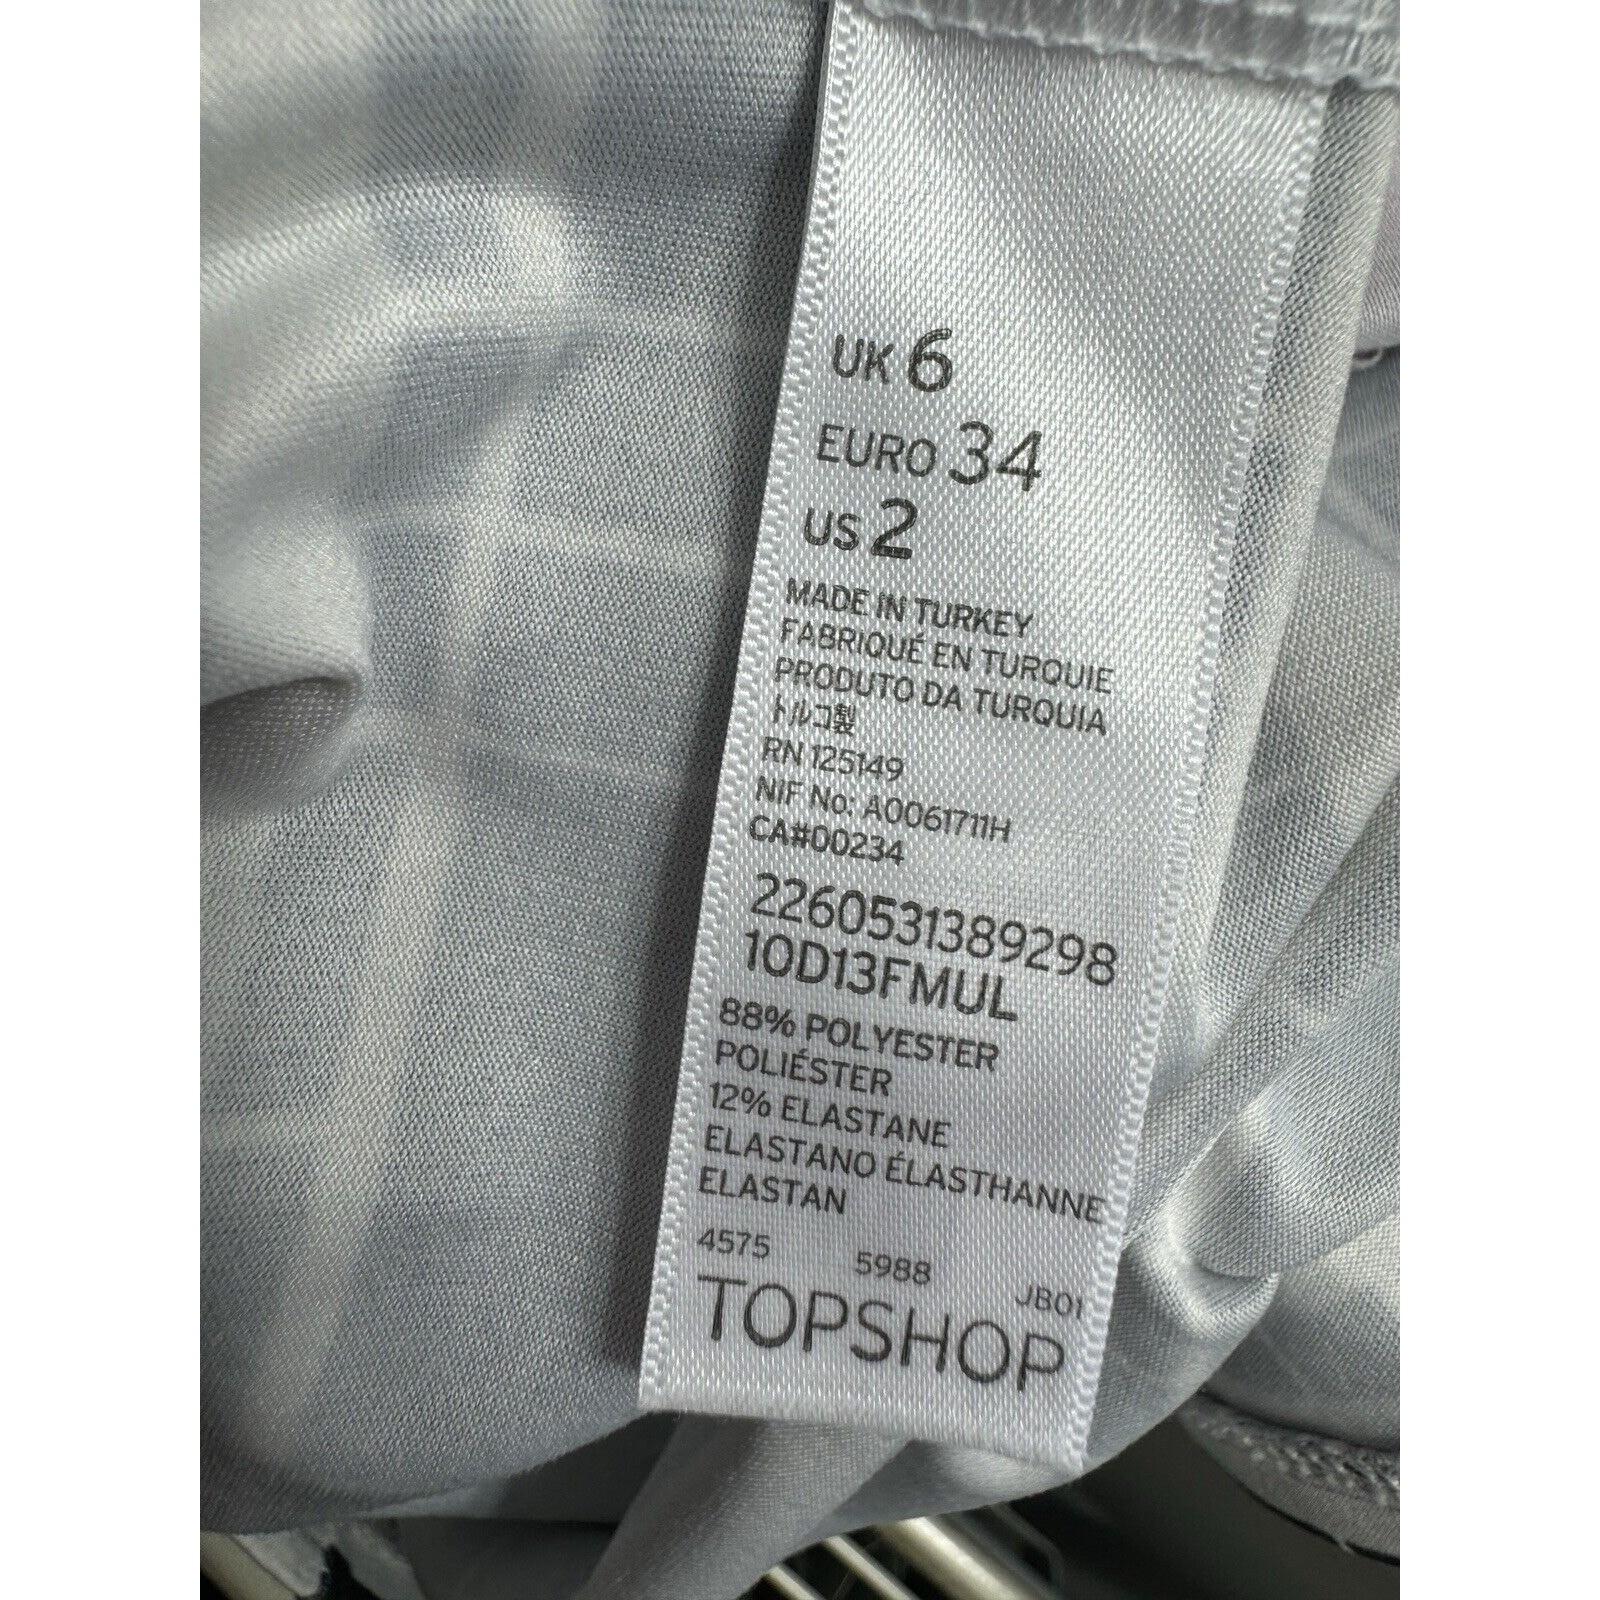 UK 6
EURO 34
US 2
MADE IN TURKEY
FABRIQUÉ EN TURQUIE
PRODUTO DA TURQUIA
トルコ製
RN 125149
NIF No: A0061711H
CA#00234
2260531389298
10D13FMUL
88% POLYESTER
POLIÉSTER
12% ELASTANE
ELASTANO ÉLASTHANNE
ELASTAN
4575 5988 JB01
TOPSHOP